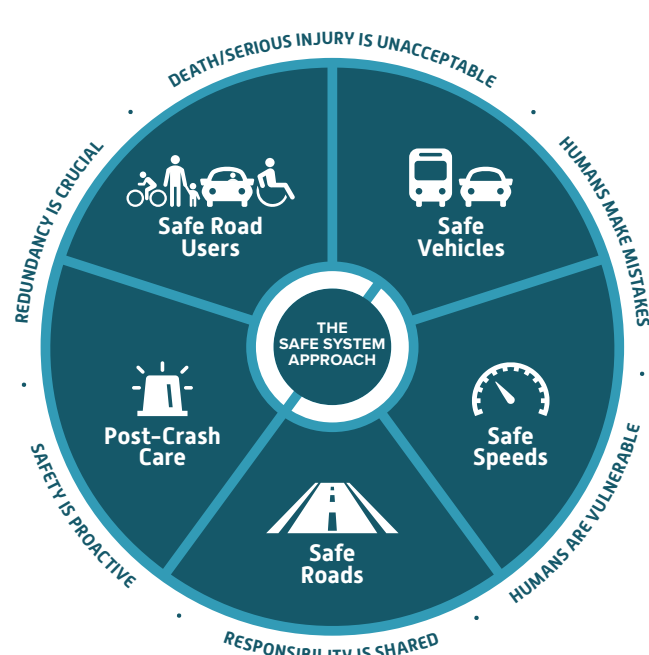 DEATH/SERIOUS INJURY IS UNACCEPTABLE
HUMANS MAKE MISTAKES
HUMANS ARE VULNERABLE
RESPONSIBILITY IS SHARED
SAFETY IS PROACTIVE
REDUNDANCY IS CRUCIAL
Safe Road
Users
Safe
Vehicles
THE
SAFE SYSTEM
APPROACH
Safe
Speeds
Safe
Roads
Post-Crash
Care